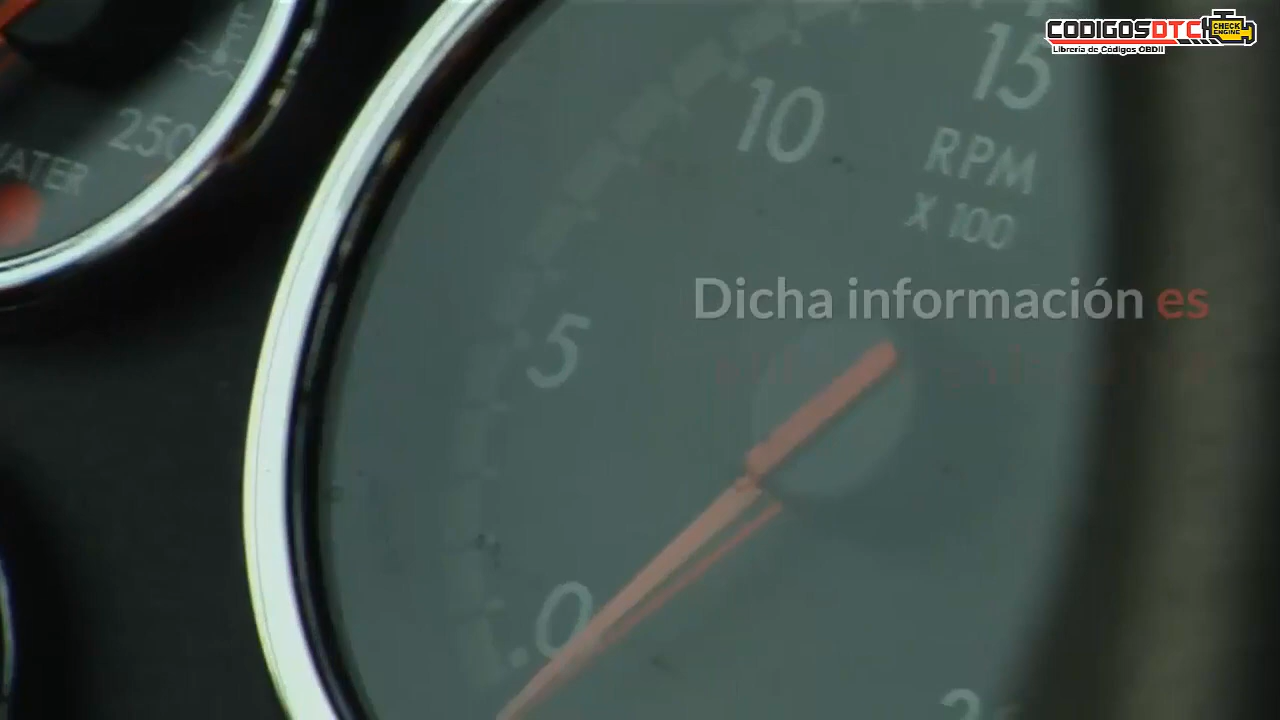 CODIGOSDTC
CHECK
ENGINE
Librería de Códigos OBDII
15
10
250
RPM
X 100
WATER
Dicha información es
5
0